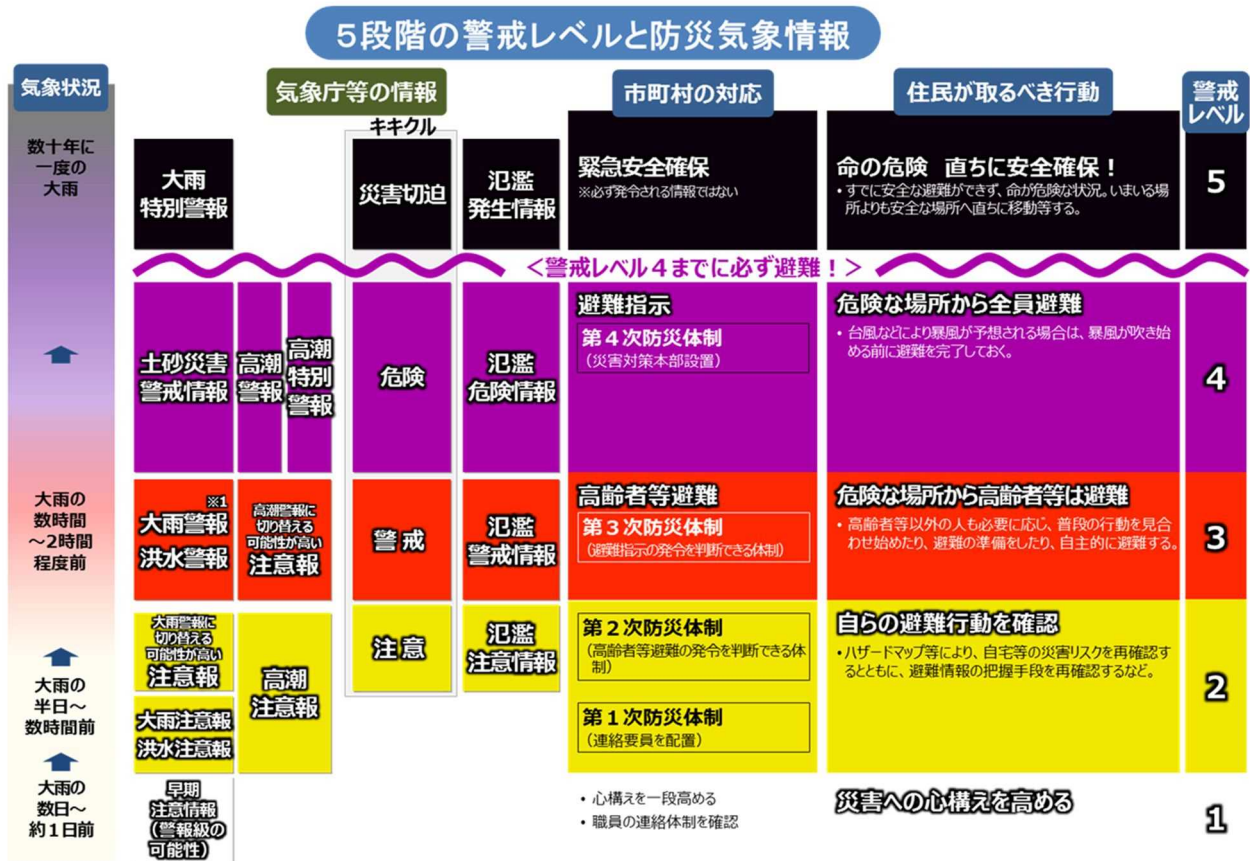 5段階の警戒レベルと防災気象情報
気象状況
気象庁等の情報
市町村の対応
住民が取るべき行動
警戒
レベル
キキクル
数十年に
一度の
大雨
大雨
特別警報
災害切迫
氾濫
発生情報
緊急安全確保
※必ず発令される情報ではない
命の危険 直ちに安全確保!
・すでに安全な避難ができず、命が危険な状況。いまいる場
所よりも安全な場所へ直ちに移動等する。
5
<警戒レベル4までに必ず避難!>
土砂災害
警戒情報
高潮
警報
高潮
特別
警報
危険
氾濫
危険情報
避難指示
第4次防災体制
(災害対策本部設置)
危険な場所から全員避難
・台風などにより暴風が予想される場合は、暴風が吹き始
める前に避難を完了しておく。
4
大雨の
数時間
~2時間
程度前
※1
大雨警報
洪水警報
高潮警報に
切り替える
可能性が高い
注意報
警戒
氾濫
警戒情報
高齢者等避難
第3次防災体制
(避難指示の発令を判断できる体制)
危険な場所から高齢者等は避難
・高齢者等以外の人も必要に応じ、普段の行動を見合
わせ始めたり、避難の準備をしたり、自主的に避難する。
3
大雨の
半日~
数時間前
大雨警報に
切り替える
可能性が高い
注意報
大雨注意報
洪水注意報
高潮
注意報
注意
氾濫
注意情報
第2次防災体制
(高齢者等避難の発令を判断できる体
制)
第1次防災体制
(連絡要員を配置)
自らの避難行動を確認
・ハザードマップ等により、自宅等の災害リスクを再確認す
るとともに、避難情報の把握手段を再確認するなど。
2
大雨の
数日~
約1日前
早期
注意情報
(警報級の
可能性)
・心構えを一段高める
・職員の連絡体制を確認
災害への心構えを高める
1